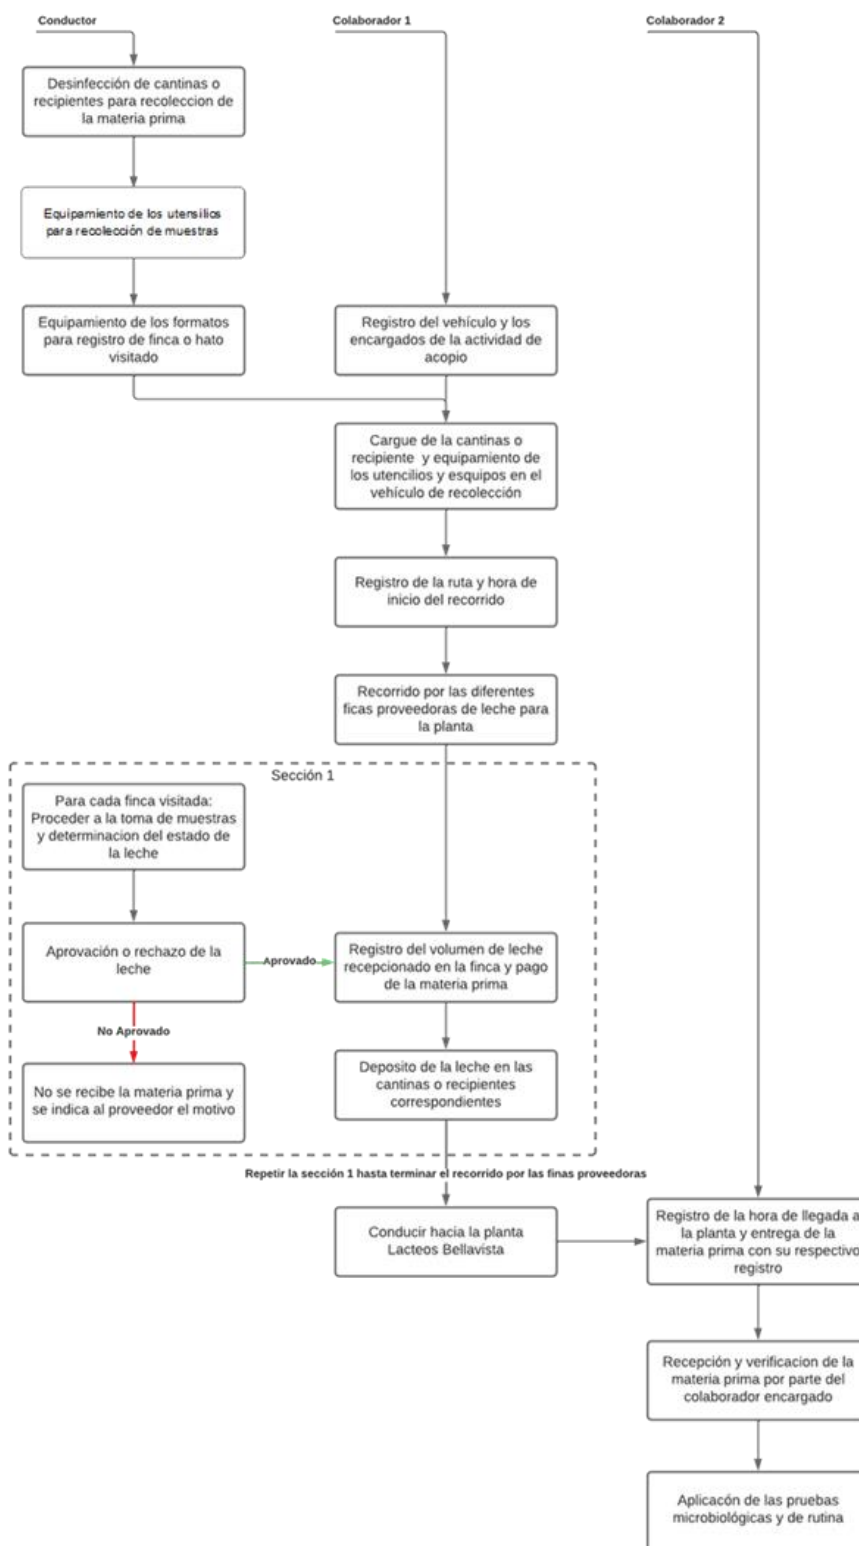 Conductor
Colaborador 1
Colaborador 2
Desinfección de cantinas o
recipientes para recoleccion de
la materia prima
Equipamiento de los utensilios
para recolección de muestras
Equipamiento de los formatos
para registro de finca o hato
visitado
Registro del vehículo y los
encargados de la actividad de
acopio
Cargue de la cantinas o
recipiente y equipamiento de
los utencilios y esquipos en el
vehículo de recolección
Registro de la ruta y hora de
inicio del recorrido
Recorrido por las diferentes
ficas proveedoras de leche para
la planta
Sección 1
Para cada finca visitada:
Proceder a la toma de muestras
y determinacion del estado de
la leche
Aprovación o rechazo de la
leche
Aprovado
Registro del volumen de leche
recepcionado en la finca y pago
de la materia prima
No Aprovado
No se recibe la materia prima y
se indica al proveedor el motivo
Deposito de la leche en las
cantinas o recipientes
correspondientes
Repetir la sección 1 hasta terminar el recorrido por las finas proveedoras
Conducir hacia la planta
Lacteos Bellavista
Registro de la hora de llegada a
la planta y entrega de la
materia prima con su respectivo
registro
Recepción y verificacion de la
materia prima por parte del
colaborador encargado
Aplicacón de las pruebas
microbiológicas y de rutina